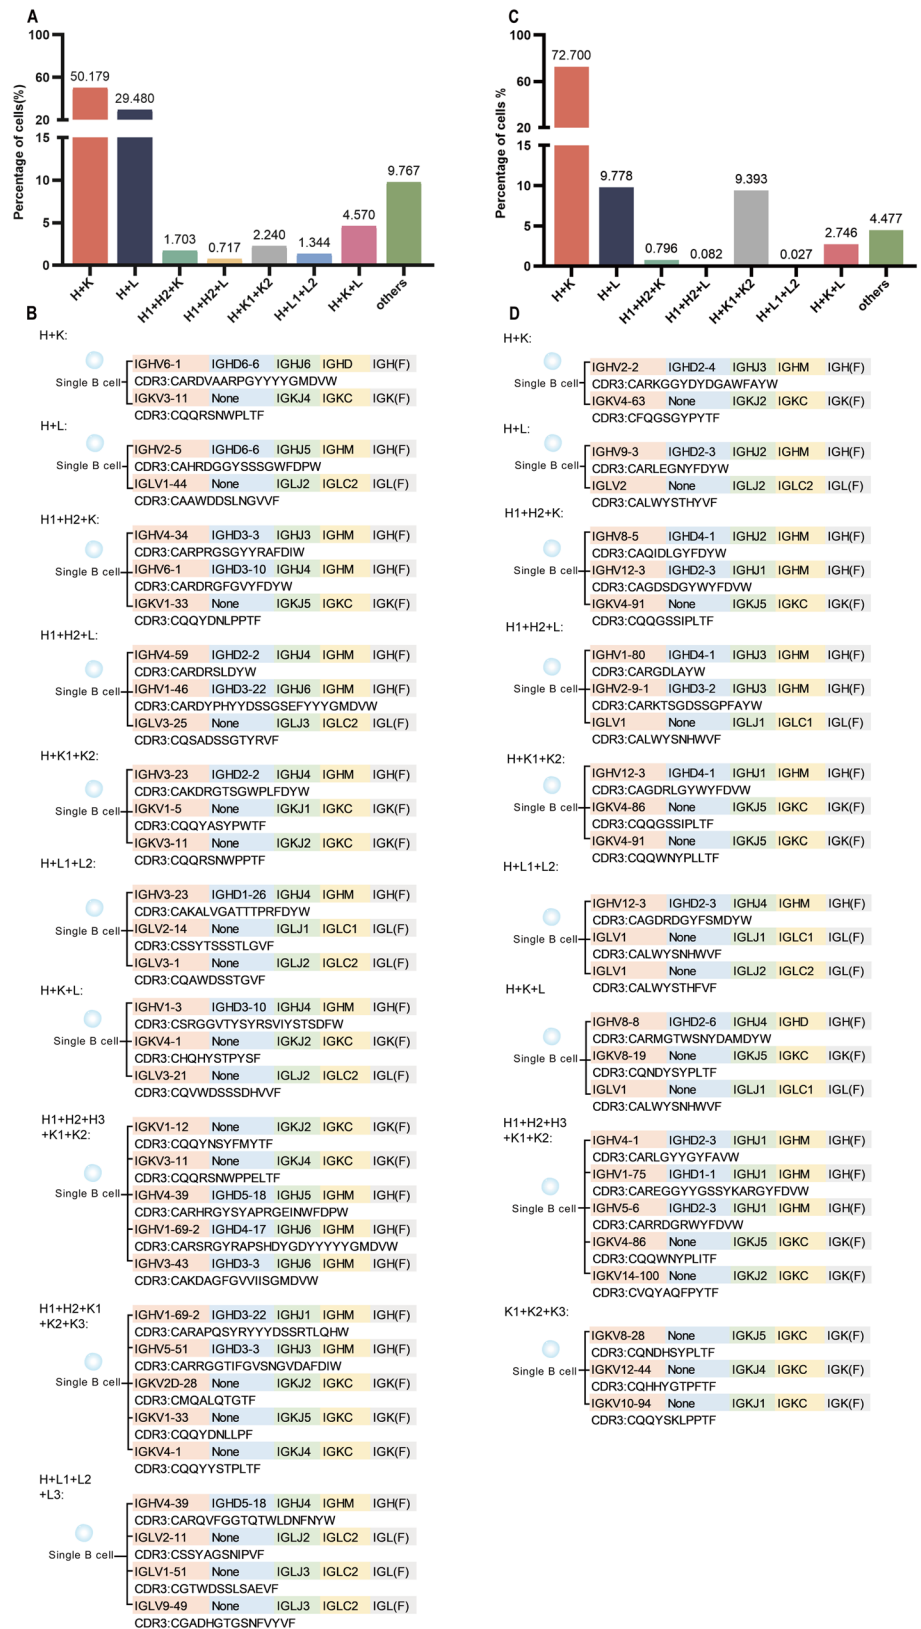 A
Percentage of cells(%)
100
60
20
15
10
5
0
50.179
29.480
1.703
0.717
2.240
1.344
4.570
9.767
H+K
H+L
H1+H2+K
H1+H2+L
H+K1+K2
H+L1+L2
H+K+L
others
B
H+K:
Single B cell
IGHV6-1 IGHD6-6 IGHJ6 IGHD IGH(F)
CDR3:CARDVAARPGYYYYGMDVW
IGKV3-11 None IGKJ4 IGKC IGK(F)
CDR3:CQQRSNWPLTF
H+L:
Single B cell
IGHV2-5 IGHD6-6 IGHJ5 IGHM IGH(F)
CDR3:CAHRDGGYSSSGWFDPW
IGLV1-44 None IGLJ2 IGLC2 IGL(F)
CDR3:CAAWDDSLNGVVF
H1+H2+K:
Single B cell
IGHV4-34 IGHD3-3 IGHJ3 IGHM IGH(F)
CDR3:CARPRGSGYYRAFDIW
IGHV6-1 IGHD3-10 IGHJ4 IGHM IGH(F)
CDR3:CARDRGFGVYFDYW
IGKV1-33 None IGKJ5 IGKC IGK(F)
CDR3:CQQYDNLPPTF
H1+H2+L:
Single B cell
IGHV4-59 IGHD2-2 IGHJ4 IGHM IGH(F)
CDR3:CARDRSLDYW
IGHV1-46 IGHD3-22 IGHJ6 IGHM IGH(F)
CDR3:CARDYPHYYDSSGSEFYYYGMDVW
IGLV3-25 None IGLJ3 IGLC2 IGL(F)
CDR3:CQSADSSGTYRVF
H+K1+K2:
Single B cell
IGHV3-23 IGHD2-2 IGHJ4 IGHM IGH(F)
CDR3:CAKDRGTSGWPLFDYW
IGKV1-5 None IGKJ1 IGKC IGK(F)
CDR3:CQQYASYPWTF
IGKV3-11 None IGKJ2 IGKC IGK(F)
CDR3:CQQRSNWPPTF
H+L1+L2:
Single B cell
IGHV3-23 IGHD1-26 IGHJ4 IGHM IGH(F)
CDR3:CAKALVGATTTPRFDYW
IGLV2-14 None IGLJ1 IGLC1 IGL(F)
CDR3:CSSYTSSSTLGVF
IGLV3-1 None IGLJ2 IGLC2 IGL(F)
CDR3:CQAWDSSTGVF
H+K+L:
Single B cell
IGHV1-3 IGHD3-10 IGHJ4 IGHM IGH(F)
CDR3:CSRGGVTYSYRSVIYSTSDFW
IGKV4-1 None IGKJ2 IGKC IGK(F)
CDR3:CHQHYSTPYSF
IGLV3-21 None IGLJ2 IGLC2 IGL(F)
CDR3:CQVWDSSSDHVVF
H1+H2+H3
+K1+K2:
Single B cell
IGKV1-12 None IGKJ2 IGKC IGK(F)
CDR3:CQQYNSYFMYTF
IGKV3-11 None IGKJ4 IGKC IGK(F)
CDR3:CQQRSNWPPELTF
IGHV4-39 IGHD5-18 IGHJ5 IGHM IGH(F)
CDR3:CARHRGYSYAPRGEINWFDPW
IGHV1-69-2 IGHD4-17 IGHJ6 IGHM IGH(F)
CDR3:CARSRGYRAPSHDYGDYYYYYGMDVW
IGHV3-43 IGHD3-3 IGHJ6 IGHM IGH(F)
CDR3:CAKDAGFGVVIISGMDVW
H1+H2+K1
+K2+K3:
Single B cell
IGHV1-69-2 IGHD3-22 IGHJ1 IGHM IGH(F)
CDR3:CARAPQSYRYYYDSSRTLQHW
IGHV5-51 IGHD3-3 IGHJ3 IGHM IGH(F)
CDR3:CARRGGTIFGVSNGVDAFDIW
IGKV2D-28 None IGKJ2 IGKC IGK(F)
CDR3:CMQALQTGTF
IGKV1-33 None IGKJ5 IGKC IGK(F)
CDR3:CQQYDNLLPF
IGKV4-1 None IGKJ4 IGKC IGK(F)
CDR3:CQQYYSTPLTF
H+L1+L2
+L3:
Single B cell
IGHV4-39 IGHD5-18 IGHJ4 IGHM IGH(F)
CDR3:CARQVFGGTQTWLDNFNYW
IGLV2-11 None IGLJ2 IGLC2 IGL(F)
CDR3:CSSYAGSNIPVF
IGLV1-51 None IGLJ3 IGLC2 IGL(F)
CDR3:CGTWDSSLSAEVF
IGLV9-49 None IGLJ3 IGLC2 IGL(F)
CDR3:CGADHGTGSNFVYVF
C
Percentage of cells %
100
60
20
15
10
5
0
72.700
9.778
0.796
0.082
9.393
0.027
2.746
4.477
H+K
H+L
H1+H2+K
H1+H2+L
H+K1+K2
H+L1+L2
H+K+L
others
D
H+K:
Single B cell
IGHV2-2 IGHD2-4 IGHJ3 IGHM IGH(F)
CDR3:CARKGGYDYDGAWFAYW
IGKV4-63 None IGKJ2 IGKC IGK(F)
CDR3:CFQGSGYPYTF
H+L:
Single B cell
IGHV9-3 IGHD2-3 IGHJ2 IGHM IGH(F)
CDR3:CARLEGNYFDYW
IGLV2 None IGLJ2 IGLC2 IGL(F)
CDR3:CALWYSTHYVF
H1+H2+K:
Single B cell
IGHV8-5 IGHD4-1 IGHJ2 IGHM IGH(F)
CDR3:CAQIDLGYFDYW
IGHV12-3 IGHD2-3 IGHJ1 IGHM IGH(F)
CDR3:CAGDSDGYWYFDVW
IGKV4-91 None IGKJ5 IGKC IGK(F)
CDR3:CQQGSSIPLTF
H1+H2+L:
Single B cell
IGHV1-80 IGHD4-1 IGHJ3 IGHM IGH(F)
CDR3:CARGDLAYW
IGHV2-9-1 IGHD3-2 IGHJ3 IGHM IGH(F)
CDR3:CARKTSGDSSGPFAYW
IGLV1 None IGLJ1 IGLC1 IGL(F)
CDR3:CALWYSNHWVF
H+K1+K2:
Single B cell
IGHV12-3 IGHD4-1 IGHJ1 IGHM IGH(F)
CDR3:CAGDRLGYWYFDVW
IGKV4-86 None IGKJ5 IGKC IGK(F)
CDR3:CQQGSSIPLTF
IGKV4-91 None IGKJ5 IGKC IGK(F)
CDR3:CQQWNYPLLTF
H+L1+L2:
Single B cell
IGHV12-3 IGHD2-3 IGHJ4 IGHM IGH(F)
CDR3:CAGDRDGYFSMDYW
IGLV1 None IGLJ1 IGLC1 IGL(F)
CDR3:CALWYSNHWVF
IGLV1 None IGLJ2 IGLC2 IGL(F)
CDR3:CALWYSTHFVF
H+K+L
Single B cell
IGHV8-8 IGHD2-6 IGHJ4 IGHD IGH(F)
CDR3:CARMGTWSNYDAMDYW
IGKV8-19 None IGKJ5 IGKC IGK(F)
CDR3:CQNDYSYPLTF
IGLV1 None IGLJ1 IGLC1 IGL(F)
CDR3:CALWYSNHWVF
H1+H2+H3
+K1+K2:
Single B cell
IGHV4-1 IGHD2-3 IGHJ1 IGHM IGH(F)
CDR3:CARLGYYGYFAVW
IGHV1-75 IGHD1-1 IGHJ1 IGHM IGH(F)
CDR3:CAREGGYYGSSYKARGYFDVW
IGHV5-6 IGHD2-3 IGHJ1 IGHM IGH(F)
CDR3:CARRDGRWYFDVW
IGKV4-86 None IGKJ5 IGKC IGK(F)
CDR3:CQQWNYPLITF
IGKV14-100 None IGKJ2 IGKC IGK(F)
CDR3:CVQYAQFPYTF
K1+K2+K3:
Single B cell
IGKV8-28 None IGKJ5 IGKC IGK(F)
CDR3:CQNDHSYPLTF
IGKV12-44 None IGKJ4 IGKC IGK(F)
CDR3:CQHHYGTPFTF
IGKV10-94 None IGKJ1 IGKC IGK(F)
CDR3:CQQYSKLPPTF